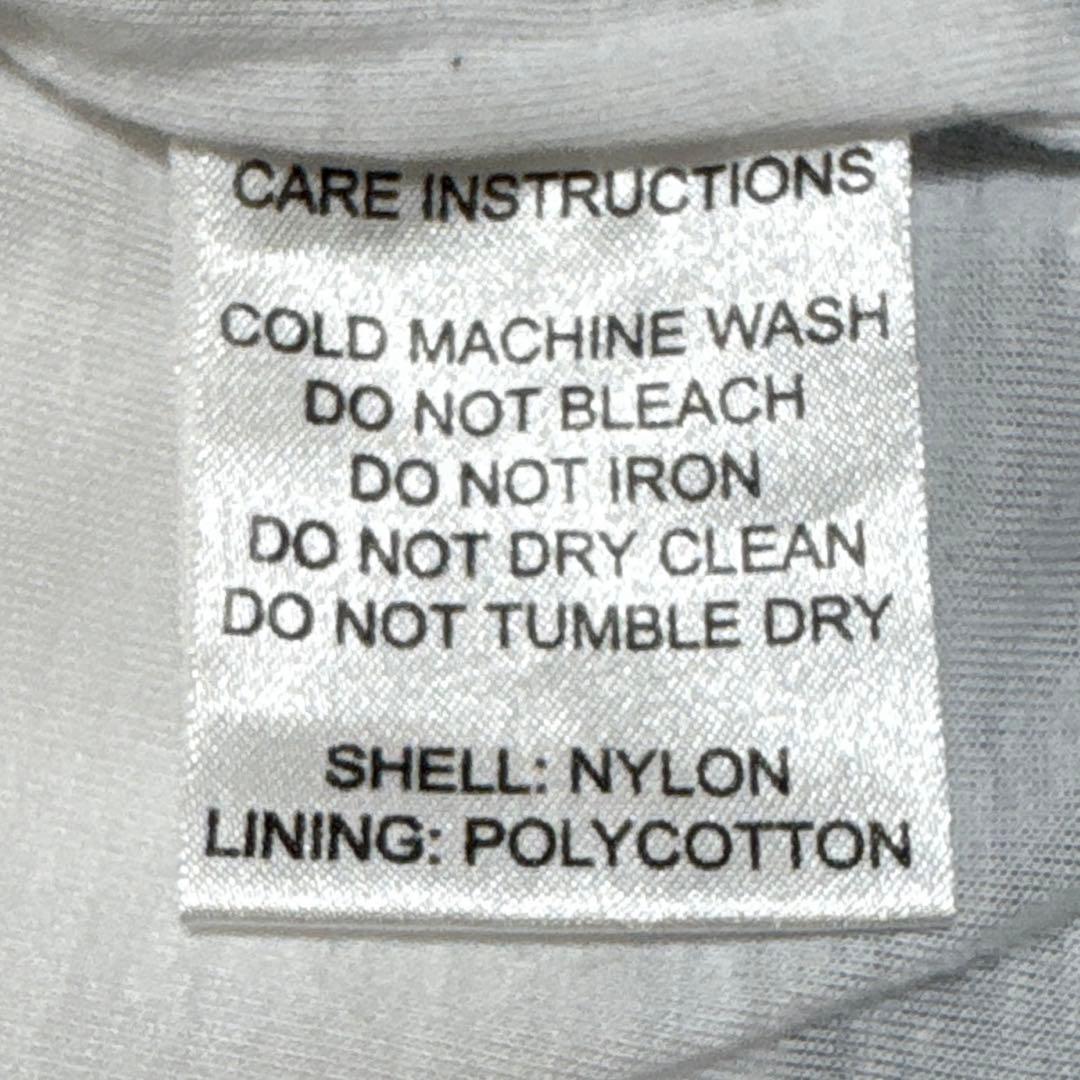 CARE INSTRUCTIONS
COLD MACHINE WASH
DO NOT BLEACH
DO NOT IRON
DO NOT DRY CLEAN
DO NOT TUMBLE DRY
SHELL: NYLON
LINING: POLYCOTTON